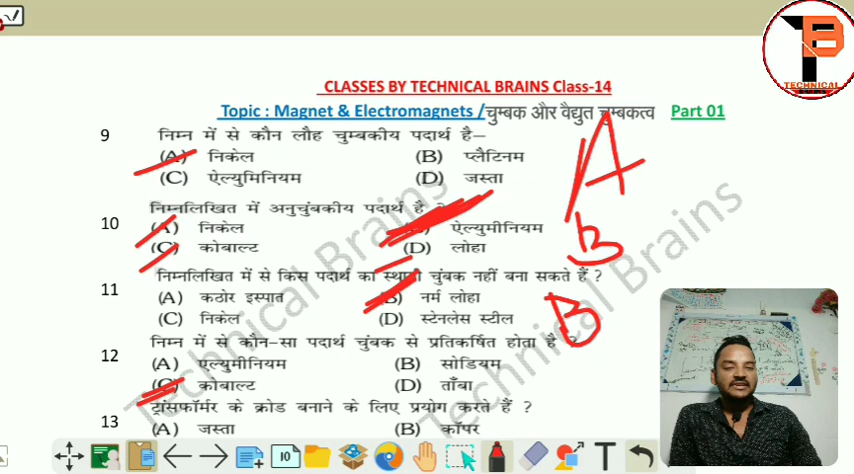 CLASSES BY TECHNICAL BRAINS Class-14
Topic : Magnet & Electromagnets / चुम्बक और वैद्युत चुम्बकत्व Part 01
9 निम्न में से कौन लौह चुम्बकीय पदार्थ है–
(A) निकेल (B) प्लैटिनम
(C) ऐल्युमिनियम (D) जस्ता
A
10 निम्नलिखित में अनुचुंबकीय पदार्थ है ?
(A) निकेल ऐल्युमीनियम
(C) कोबाल्ट (D) लोहा
B
11 निम्नलिखित में से किस पदार्थ का स्थायी चुंबक नहीं बना सकते हैं ?
(A) कठोर इस्पात (B) नर्म लोहा
(C) निकेल (D) स्टेनलेस स्टील
B
12 निम्न में से कौन-सा पदार्थ चुंबक से प्रतिकर्षित होता है ?
(A) एल्युमीनियम (B) सोडियम
(C) कोबाल्ट (D) ताँबा
13 ट्रांसफॉर्मर के क्रोड बनाने के लिए प्रयोग करते हैं ?
(A) जस्ता (B) कॉपर
Technical Brains
Technical Brains
TB
TECHNICAL
BRAINS
10
T